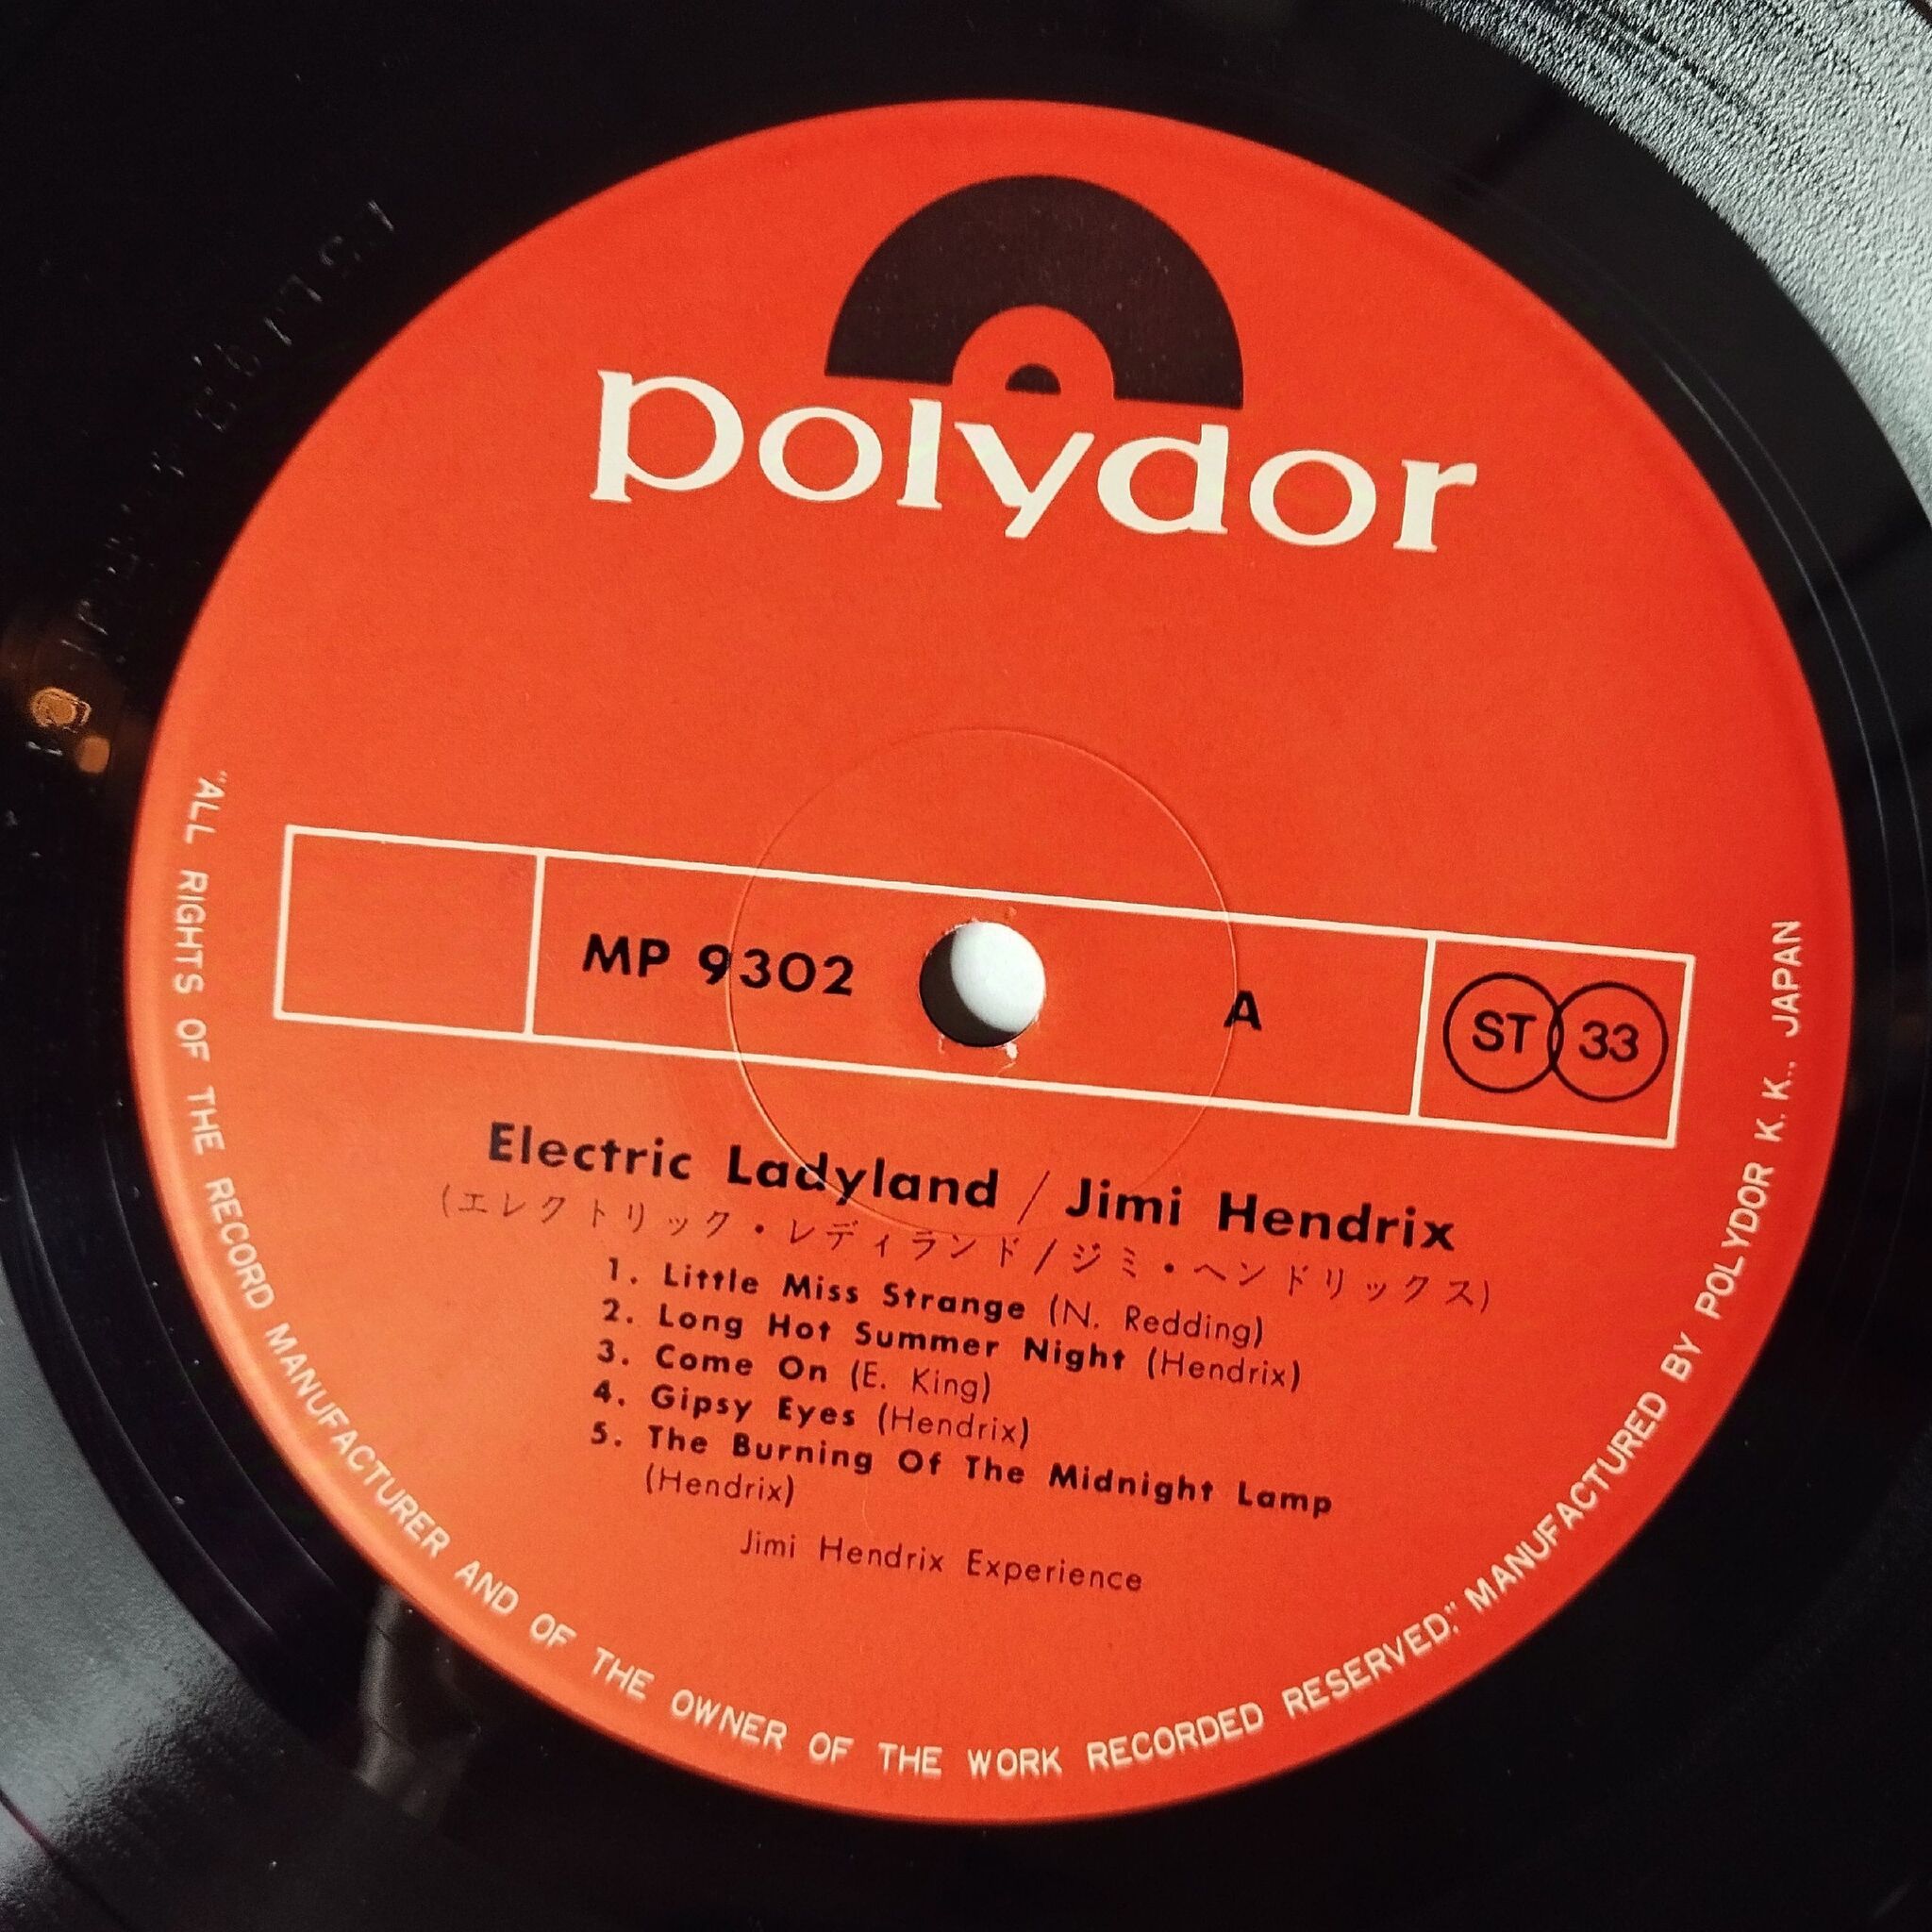 polydor
MP 9302
A
ST 33
Electric Ladyland / Jimi Hendrix
(エレクトリック・レディランド/ジミ・ヘンドリックス)
1. Little Miss Strange (N. Redding)
2. Long Hot Summer Night (Hendrix)
3. Come On (E. King)
4. Gipsy Eyes (Hendrix)
5. The Burning Of The Midnight Lamp
(Hendrix)
Jimi Hendrix Experience
"ALL RIGHTS OF THE RECORD MANUFACTURER AND OF THE OWNER OF THE WORK RECORDED RESERVED," MANUFACTURED BY POLYDOR K. K., JAPAN